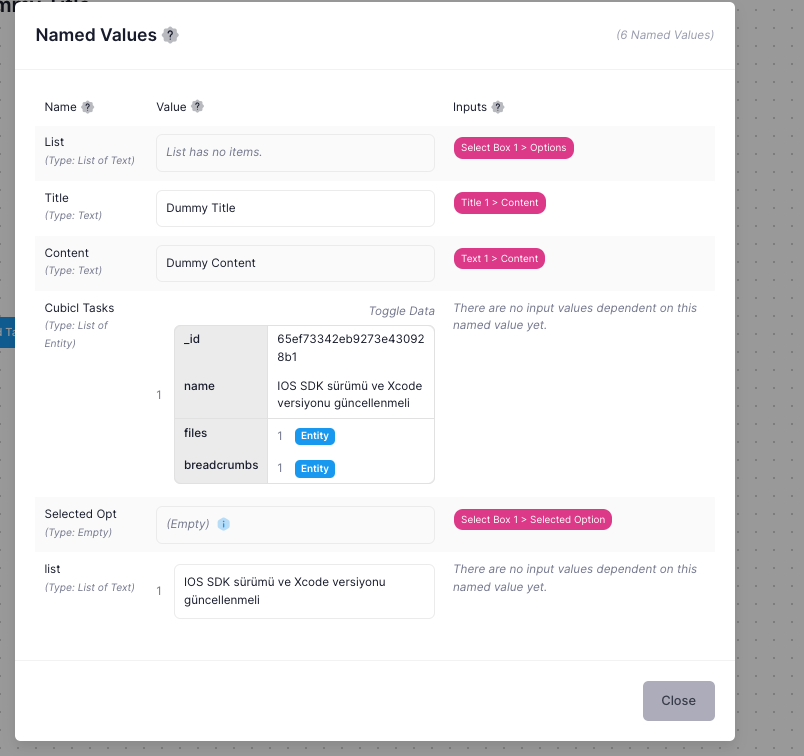 Named Values ?
(6 Named Values)
Name ? Value ? Inputs ?
List
(Type: List of Text)
List has no items.
Select Box 1 > Options
Title
(Type: Text)
Dummy Title
Title 1 > Content
Content
(Type: Text)
Dummy Content
Text 1 > Content
Cubicl Tasks
(Type: List of
Entity)
Toggle Data
1
_id
65ef73342eb9273e43092
8b1
name
IOS SDK sürümü ve Xcode
versiyonu güncellenmeli
files
1 Entity
breadcrumbs
1 Entity
There are no input values dependent on this
named value yet.
Selected Opt
(Type: Empty)
(Empty) i
Select Box 1 > Selected Option
list
(Type: List of Text)
1
IOS SDK sürümü ve Xcode versiyonu
güncellenmeli
There are no input values dependent on this
named value yet.
Close